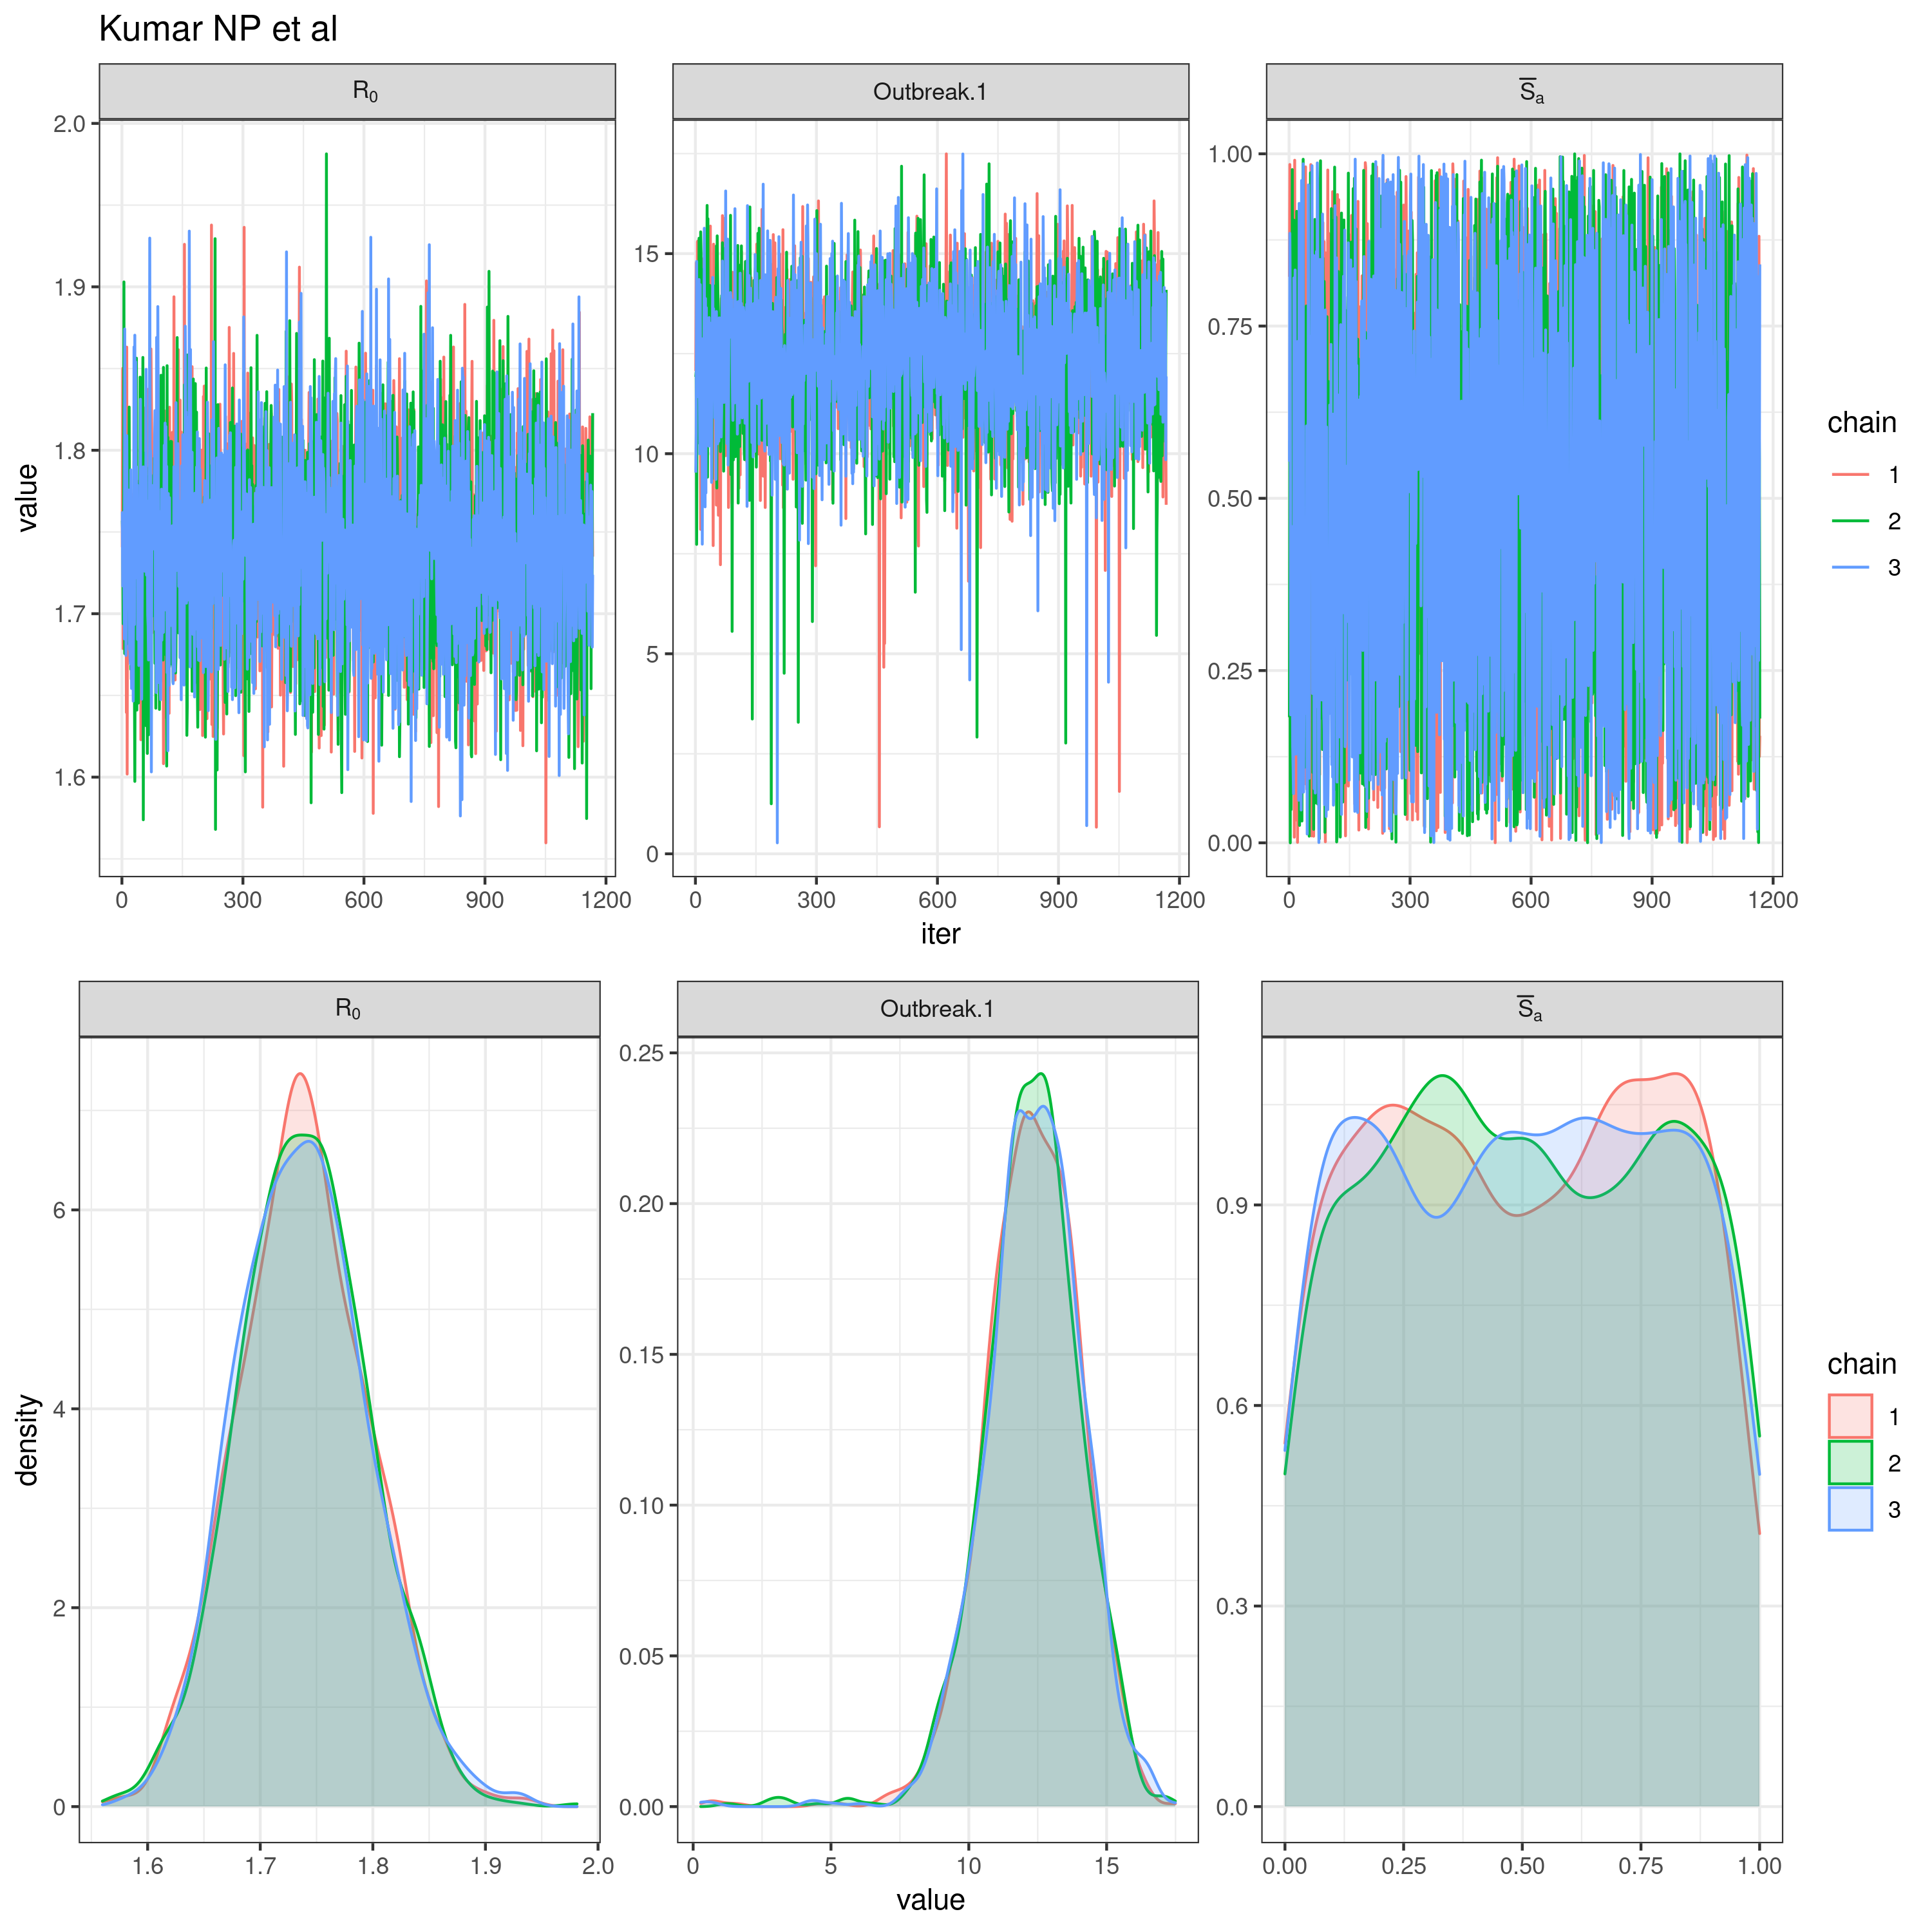 Kumar NP et al
R₀ Outbreak.1 S̅ₐ
value
2.0
1.9
1.8
1.7
1.6
15
10
5
0
1.00
0.75
0.50
0.25
0.00
0 300 600 900 1200
0 300 600 900 1200
0 300 600 900 1200
iter
chain
1
2
3
R₀ Outbreak.1 S̅ₐ
density
6
4
2
0
0.25
0.20
0.15
0.10
0.05
0.00
0.9
0.6
0.3
0.0
1.6 1.7 1.8 1.9 2.0
0 5 10 15
0.00 0.25 0.50 0.75 1.00
value
chain
1
2
3